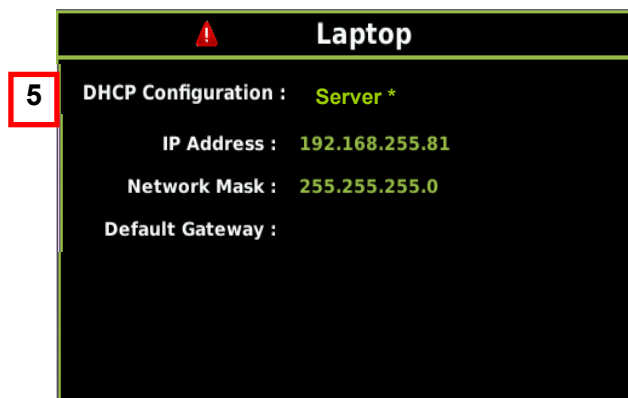 Laptop
5
DHCP Configuration : Server *
IP Address : 192.168.255.81
Network Mask : 255.255.255.0
Default Gateway :